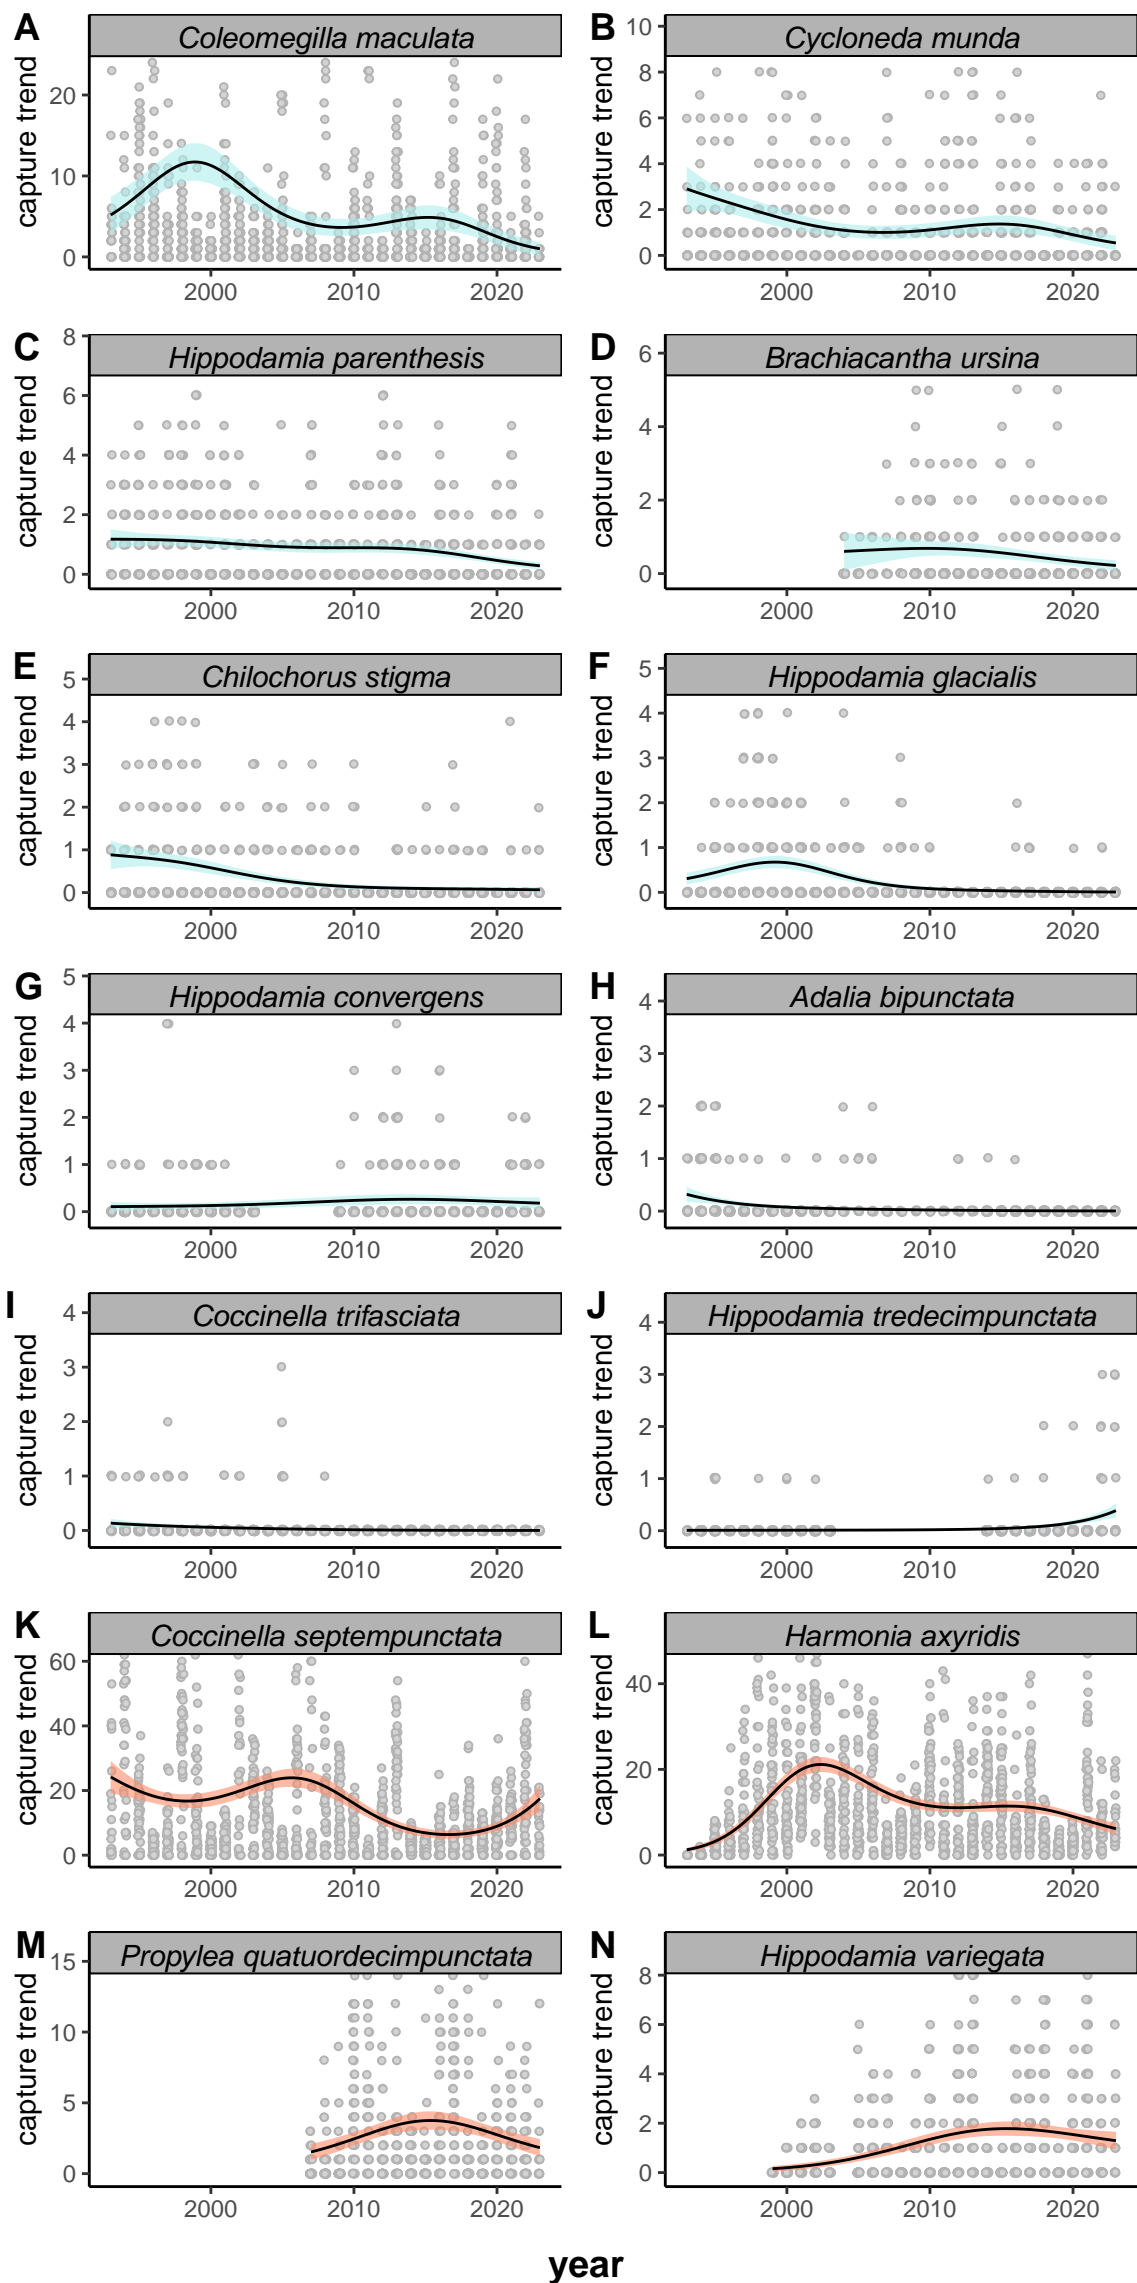 A Coleomegilla maculata
capture trend
20
10
0
2000 2010 2020
B Cycloneda munda
capture trend
10
8
6
4
2
0
2000 2010 2020
C Hippodamia parenthesis
capture trend
8
6
4
2
0
2000 2010 2020
D Brachiacantha ursina
capture trend
6
4
2
0
2000 2010 2020
E Chilochorus stigma
capture trend
5
4
3
2
1
0
2000 2010 2020
F Hippodamia glacialis
capture trend
5
4
3
2
1
0
2000 2010 2020
G Hippodamia convergens
capture trend
5
4
3
2
1
0
2000 2010 2020
H Adalia bipunctata
capture trend
4
3
2
1
0
2000 2010 2020
I Coccinella trifasciata
capture trend
4
3
2
1
0
2000 2010 2020
J Hippodamia tredecimpunctata
capture trend
4
3
2
1
0
2000 2010 2020
K Coccinella septempunctata
capture trend
60
40
20
0
2000 2010 2020
L Harmonia axyridis
capture trend
40
20
0
2000 2010 2020
M Propylea quatuordecimpunctata
capture trend
15
10
5
0
2000 2010 2020
N Hippodamia variegata
capture trend
8
6
4
2
0
2000 2010 2020
year